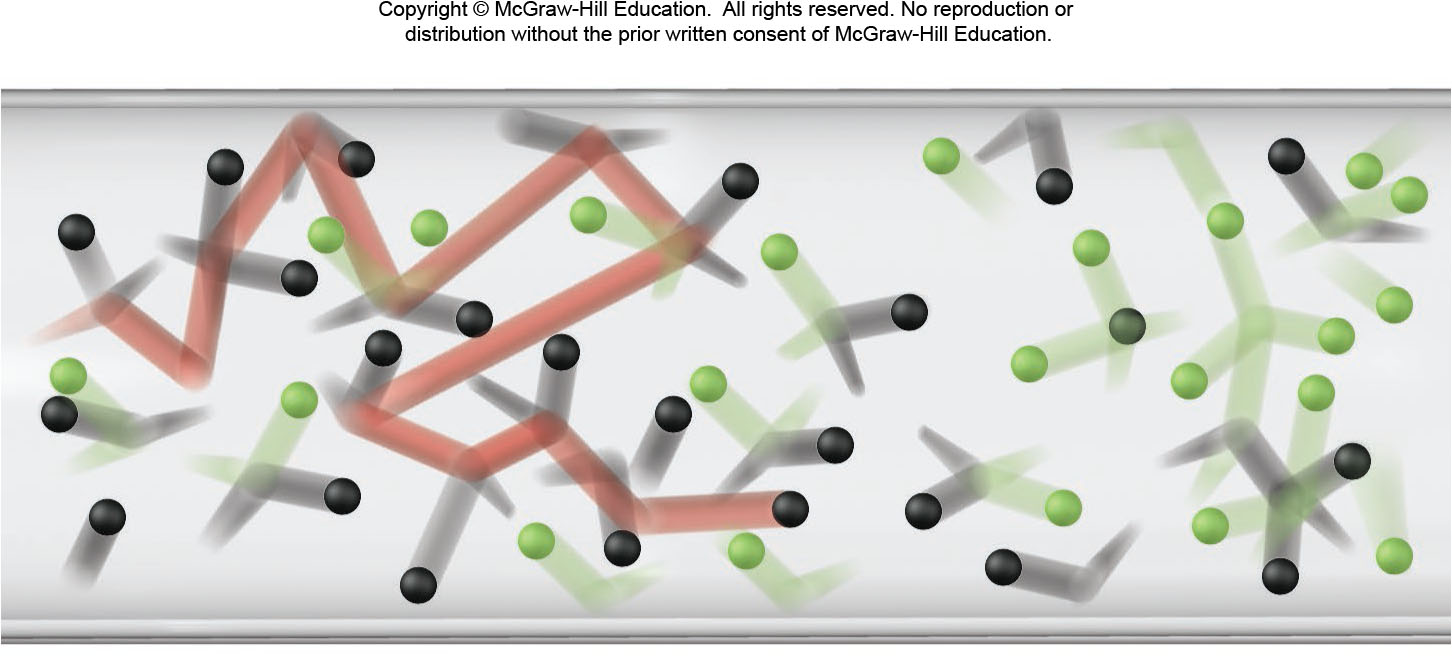 Copyright © McGraw-Hill Education.  All rights reserved. No reproduction or
distribution without the prior written consent of McGraw-Hill Education.